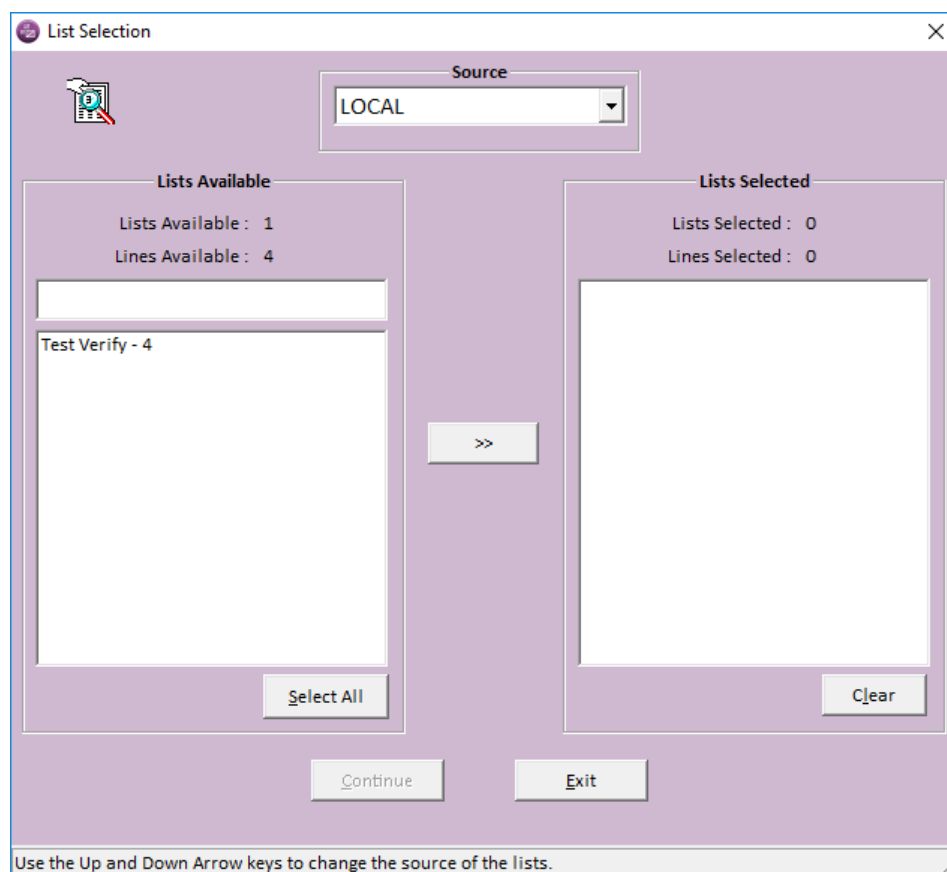 List Selection
Source
LOCAL
Lists Available
Lists Available : 1
Lines Available : 4
Test Verify - 4
Select All
>>
Lists Selected
Lists Selected : 0
Lines Selected : 0
Clear
Continue
Exit
Use the Up and Down Arrow keys to change the source of the lists.